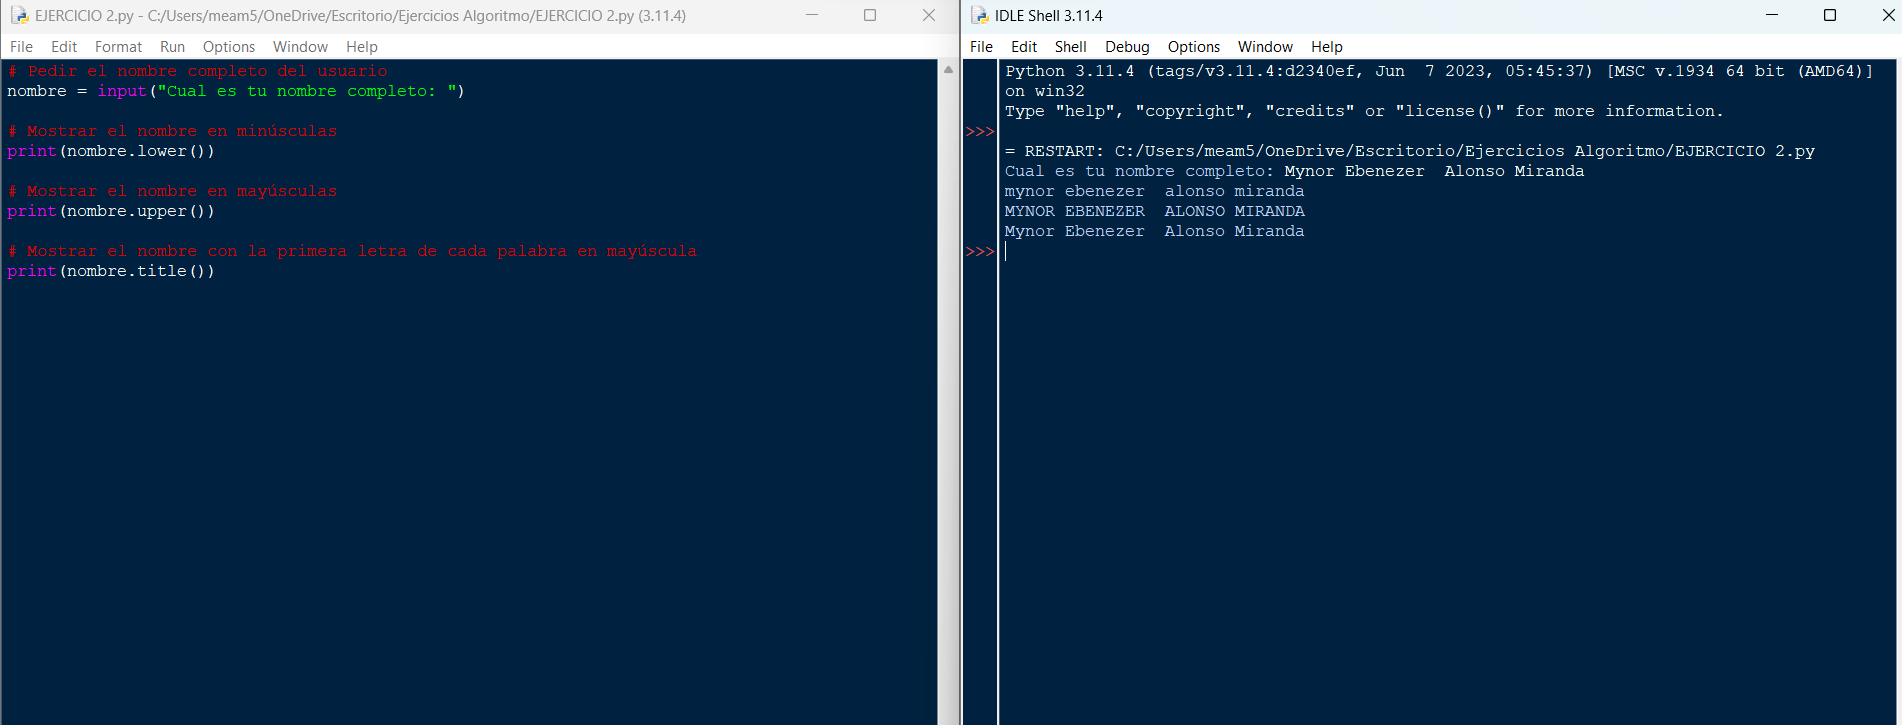 EJERCICIO 2.py - C:/Users/meam5/OneDrive/Escritorio/Ejercicios Algoritmo/EJERCICIO 2.py (3.11.4)
File Edit Format Run Options Window Help
# Pedir el nombre completo del usuario
nombre = input("Cual es tu nombre completo: ")
# Mostrar el nombre en minúsculas
print(nombre.lower())
# Mostrar el nombre en mayúsculas
print(nombre.upper())
# Mostrar el nombre con la primera letra de cada palabra en mayúscula
print(nombre.title())
IDLE Shell 3.11.4
File Edit Shell Debug Options Window Help
Python 3.11.4 (tags/v3.11.4:d2340ef, Jun  7 2023, 05:45:37) [MSC v.1934 64 bit (AMD64)]
on win32
Type "help", "copyright", "credits" or "license()" for more information.
>>>
= RESTART: C:/Users/meam5/OneDrive/Escritorio/Ejercicios Algoritmo/EJERCICIO 2.py
Cual es tu nombre completo: Mynor Ebenezer  Alonso Miranda
mynor ebenezer  alonso miranda
MYNOR EBENEZER  ALONSO MIRANDA
Mynor Ebenezer  Alonso Miranda
>>>